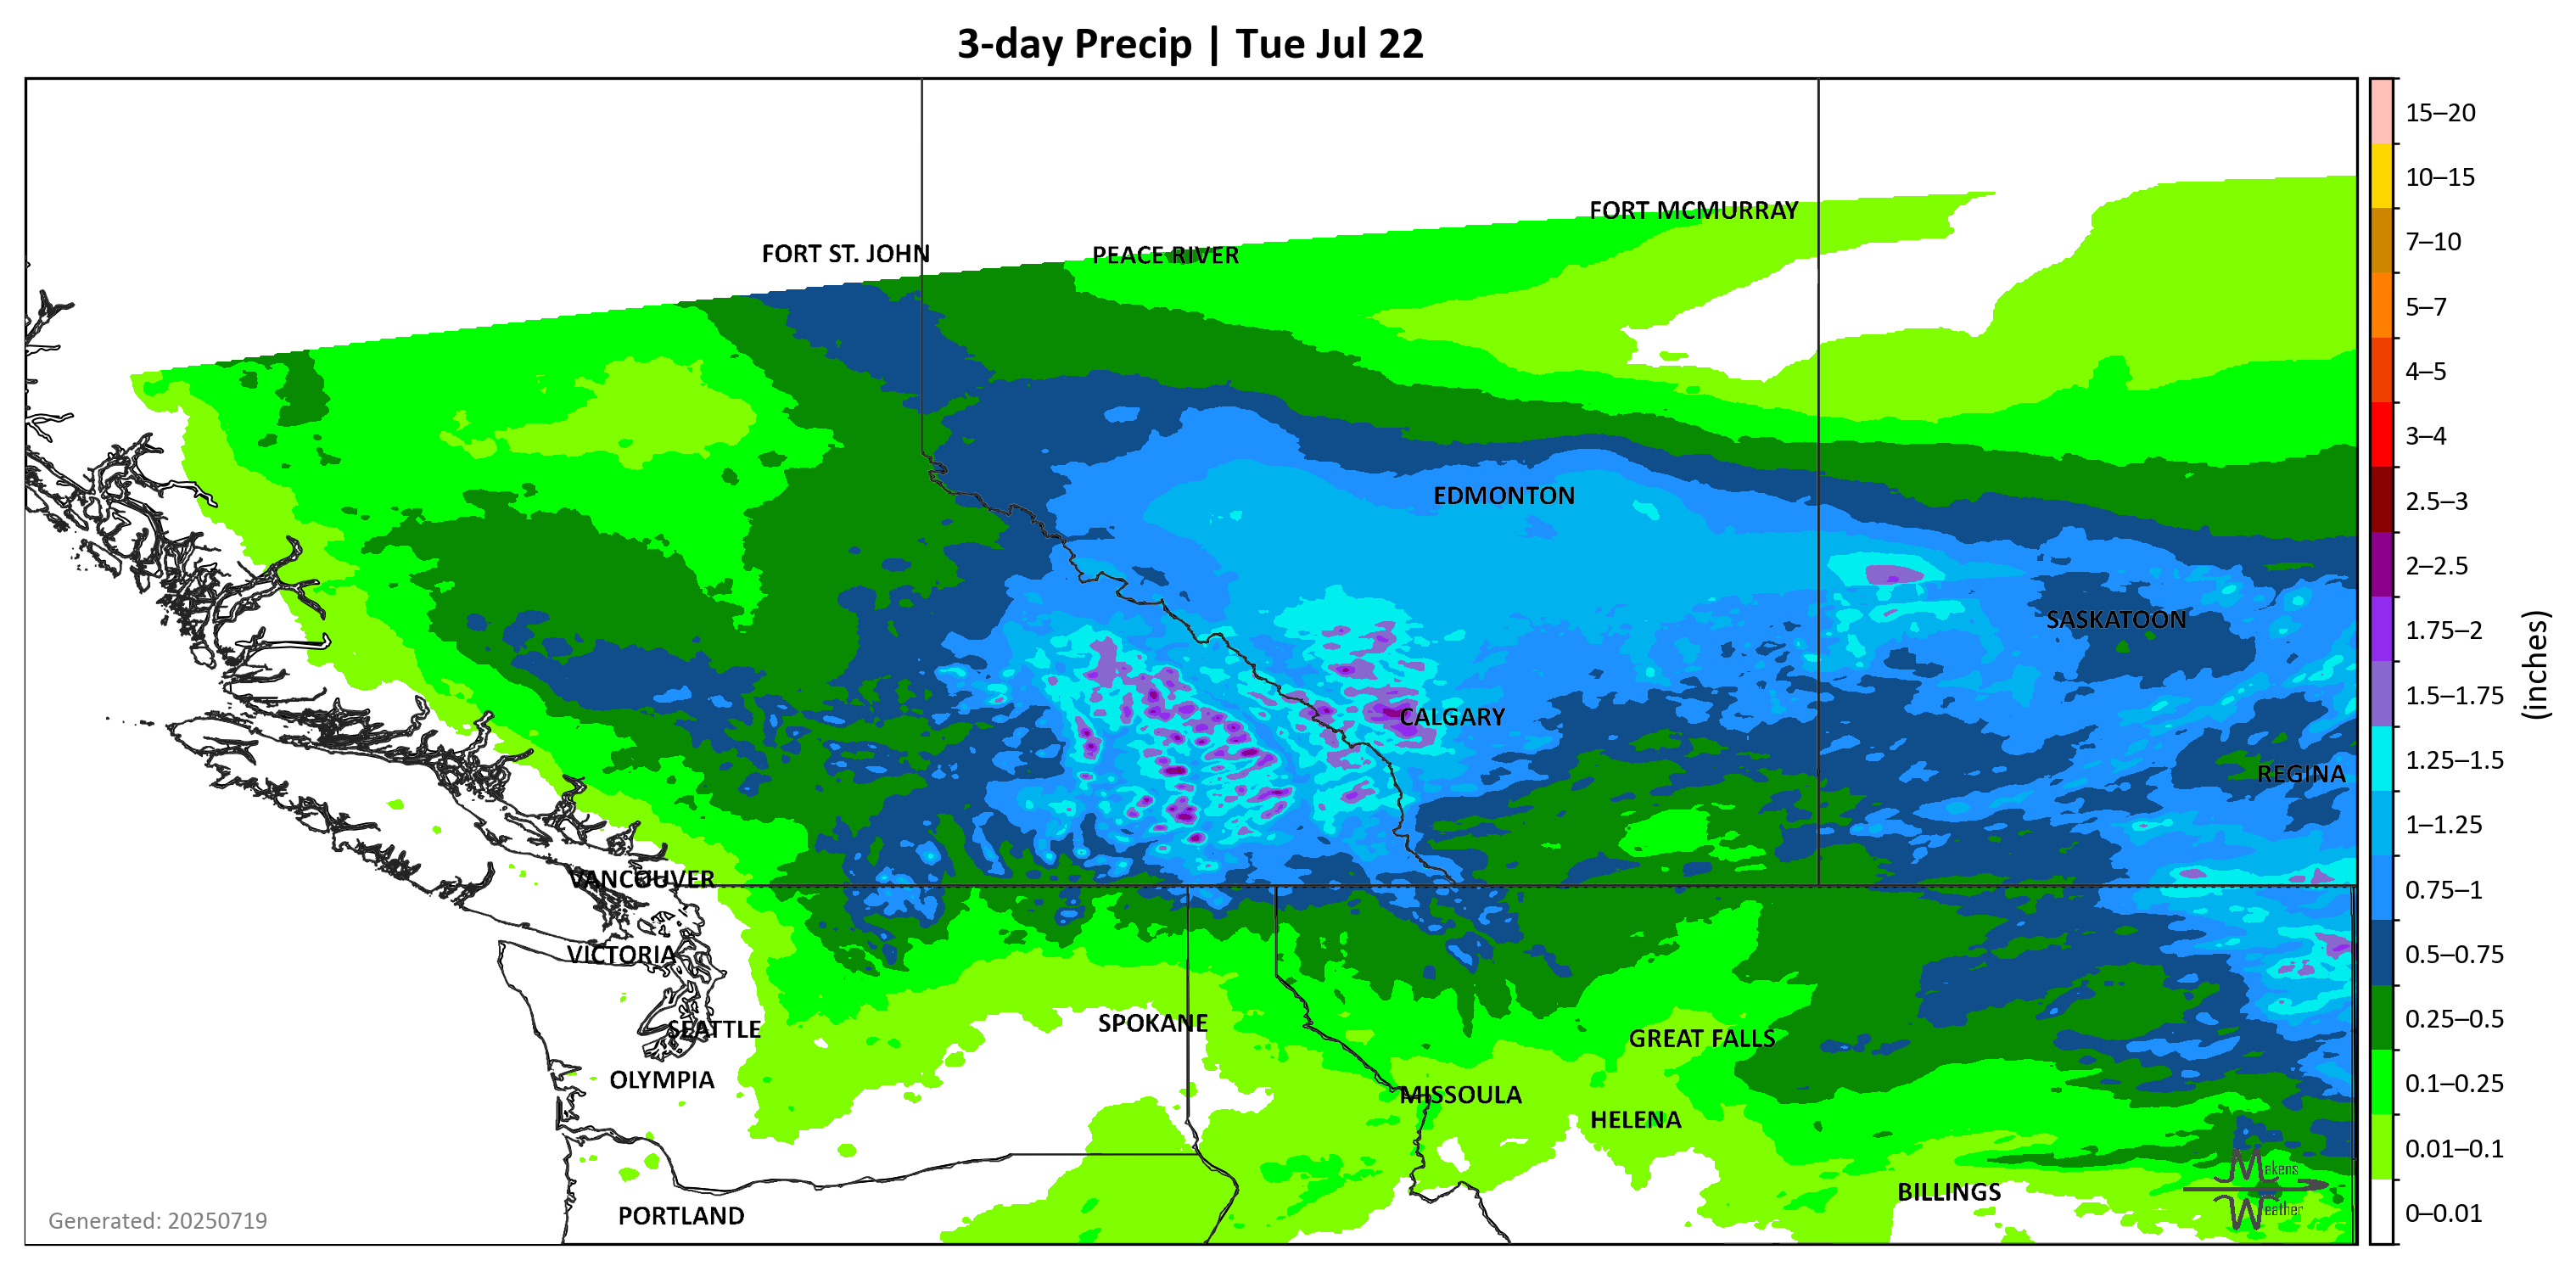 3-day Precip | Tue Jul 22
FORT MCMURRAY
FORT ST. JOHN
PEACE RIVER
EDMONTON
SASKATOON
CALGARY
REGINA
VANCOUVER
VICTORIA
SEATTLE
SPOKANE
GREAT FALLS
OLYMPIA
MISSOULA
HELENA
BILLINGS
PORTLAND
Makens
Weather
Generated: 20250719
15–20
10–15
7–10
5–7
4–5
3–4
2.5–3
2–2.5
1.75–2
1.5–1.75
1.25–1.5
1–1.25
0.75–1
0.5–0.75
0.25–0.5
0.1–0.25
0.01–0.1
0–0.01
(inches)